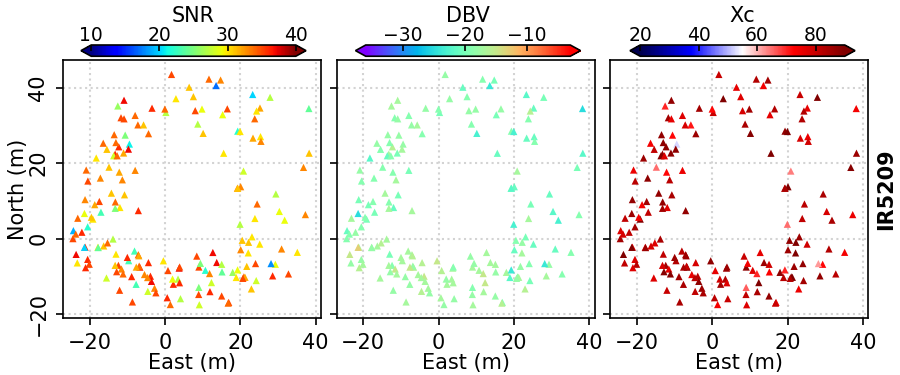 SNR DBV Xc
10 20 30 40 −30 −20 −10 20 40 60 80
40
20
0
−20
North (m)
IR5209
−20 0 20 40 −20 0 20 40 −20 0 20 40
East (m) East (m) East (m)